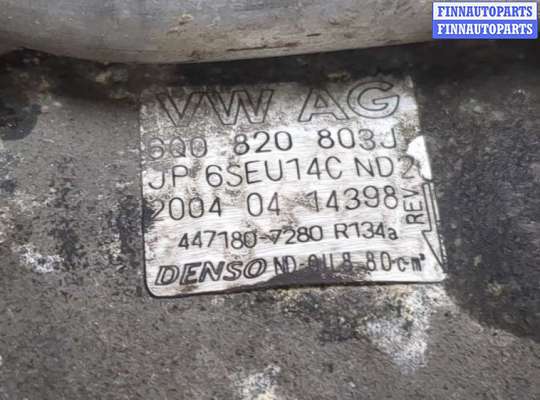 FINNAUTOPARTS
FINNAUTOPARTS
VW AG
6Q0 820 803J
JP 6SEU14C ND
2004 04 14398
REV
447180-7280 R134a
DENSO ND-OIL8 80cm³